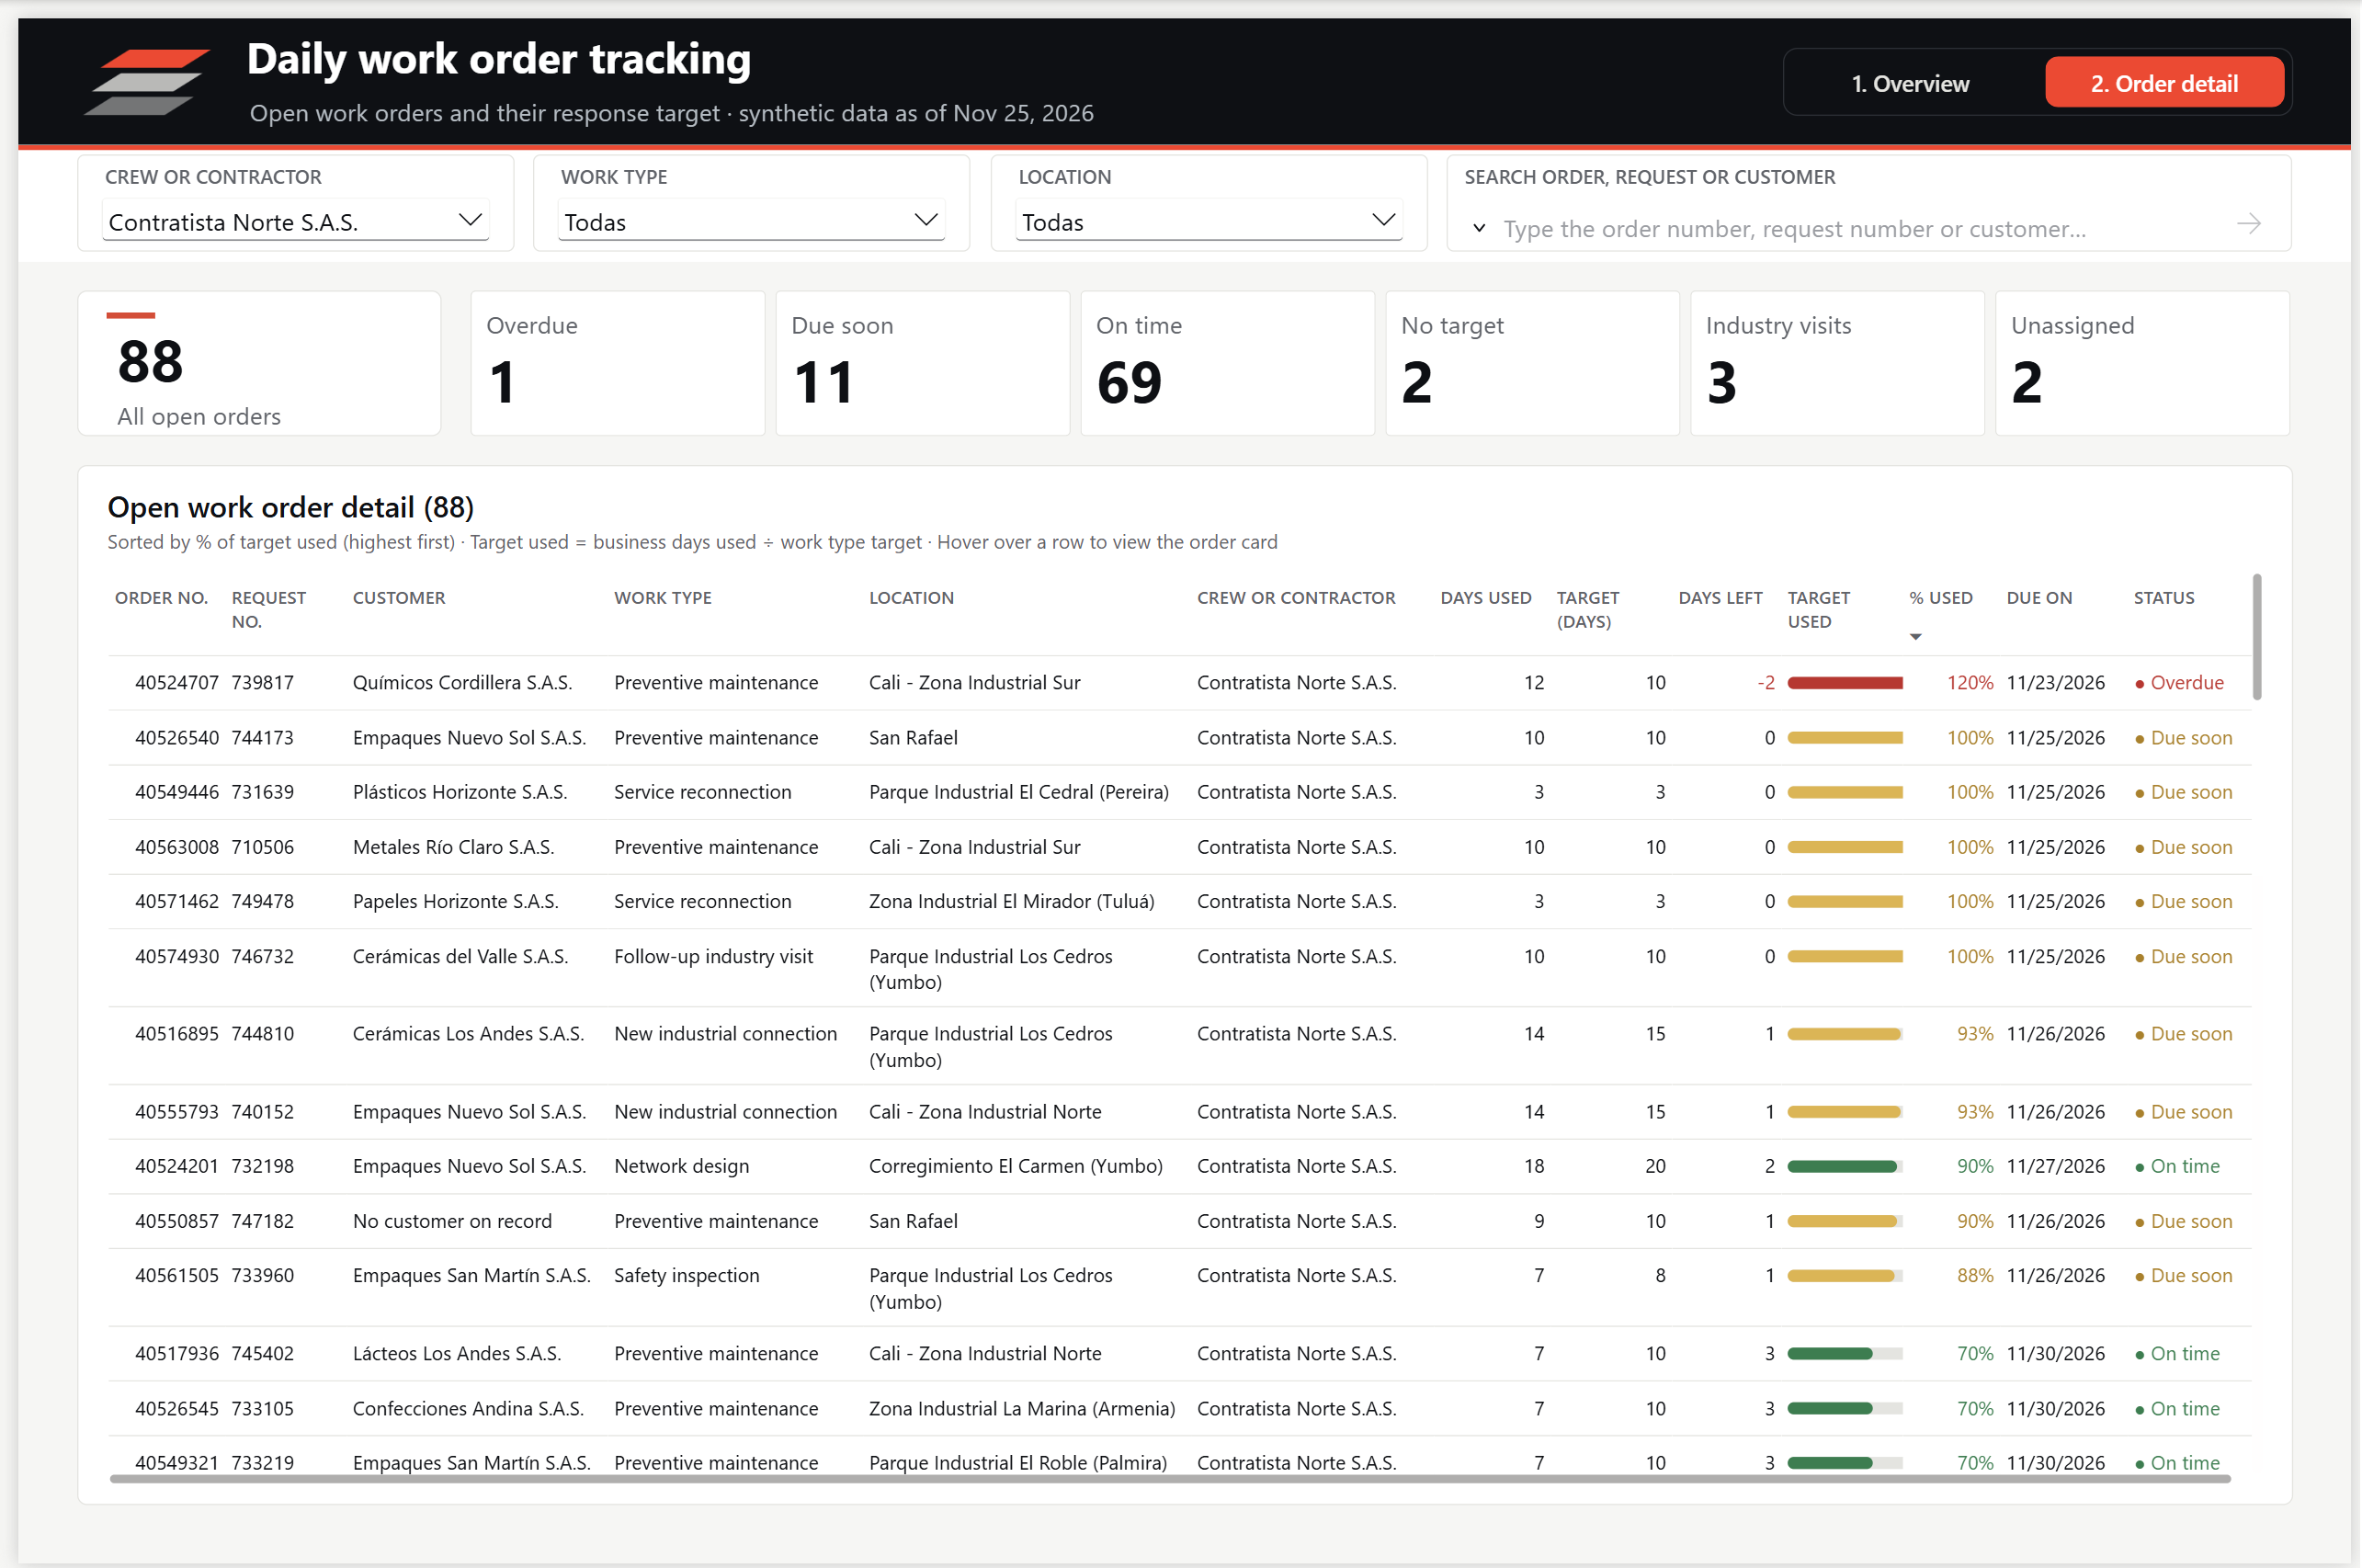 Daily work order tracking
Open work orders and their response target · synthetic data as of Nov 25, 2026
1. Overview
2. Order detail
CREW OR CONTRACTOR
Contratista Norte S.A.S.
WORK TYPE
Todas
LOCATION
Todas
SEARCH ORDER, REQUEST OR CUSTOMER
Type the order number, request number or customer...
88
All open orders
Overdue
1
Due soon
11
On time
69
No target
2
Industry visits
3
Unassigned
2
Open work order detail (88)
Sorted by % of target used (highest first) · Target used = business days used ÷ work type target · Hover over a row to view the order card
ORDER NO. REQUEST NO. CUSTOMER WORK TYPE LOCATION CREW OR CONTRACTOR DAYS USED TARGET (DAYS) DAYS LEFT TARGET USED % USED DUE ON STATUS
40524707 739817 Químicos Cordillera S.A.S. Preventive maintenance Cali - Zona Industrial Sur Contratista Norte S.A.S. 12 10 -2 120% 11/23/2026 ● Overdue
40526540 744173 Empaques Nuevo Sol S.A.S. Preventive maintenance San Rafael Contratista Norte S.A.S. 10 10 0 100% 11/25/2026 ● Due soon
40549446 731639 Plásticos Horizonte S.A.S. Service reconnection Parque Industrial El Cedral (Pereira) Contratista Norte S.A.S. 3 3 0 100% 11/25/2026 ● Due soon
40563008 710506 Metales Río Claro S.A.S. Preventive maintenance Cali - Zona Industrial Sur Contratista Norte S.A.S. 10 10 0 100% 11/25/2026 ● Due soon
40571462 749478 Papeles Horizonte S.A.S. Service reconnection Zona Industrial El Mirador (Tuluá) Contratista Norte S.A.S. 3 3 0 100% 11/25/2026 ● Due soon
40574930 746732 Cerámicas del Valle S.A.S. Follow-up industry visit Parque Industrial Los Cedros (Yumbo) Contratista Norte S.A.S. 10 10 0 100% 11/25/2026 ● Due soon
40516895 744810 Cerámicas Los Andes S.A.S. New industrial connection Parque Industrial Los Cedros (Yumbo) Contratista Norte S.A.S. 14 15 1 93% 11/26/2026 ● Due soon
40555793 740152 Empaques Nuevo Sol S.A.S. New industrial connection Cali - Zona Industrial Norte Contratista Norte S.A.S. 14 15 1 93% 11/26/2026 ● Due soon
40524201 732198 Empaques Nuevo Sol S.A.S. Network design Corregimiento El Carmen (Yumbo) Contratista Norte S.A.S. 18 20 2 90% 11/27/2026 ● On time
40550857 747182 No customer on record Preventive maintenance San Rafael Contratista Norte S.A.S. 9 10 1 90% 11/26/2026 ● Due soon
40561505 733960 Empaques San Martín S.A.S. Safety inspection Parque Industrial Los Cedros (Yumbo) Contratista Norte S.A.S. 7 8 1 88% 11/26/2026 ● Due soon
40517936 745402 Lácteos Los Andes S.A.S. Preventive maintenance Cali - Zona Industrial Norte Contratista Norte S.A.S. 7 10 3 70% 11/30/2026 ● On time
40526545 733105 Confecciones Andina S.A.S. Preventive maintenance Zona Industrial La Marina (Armenia) Contratista Norte S.A.S. 7 10 3 70% 11/30/2026 ● On time
40549321 733219 Empaques San Martín S.A.S. Preventive maintenance Parque Industrial El Roble (Palmira) Contratista Norte S.A.S. 7 10 3 70% 11/30/2026 ● On time